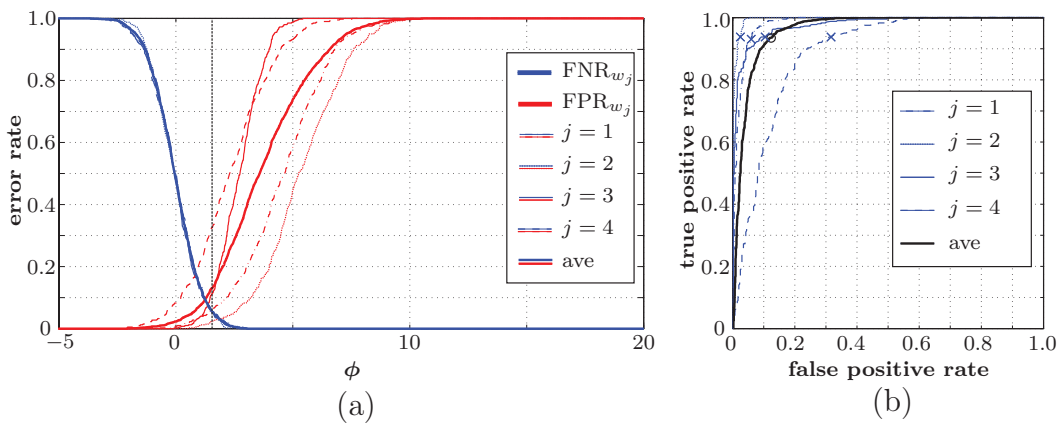 1.0
0.8
0.6
0.4
0.2
0
error rate
-5
0
5
10
15
20
ϕ
FNR_{w_j}
FPR_{w_j}
j = 1
j = 2
j = 3
j = 4
ave
(a)
1.0
0.8
0.6
0.4
0.2
0.0
true positive rate
0
0.2
0.4
0.6
0.8
1.0
false positive rate
j = 1
j = 2
j = 3
j = 4
ave
(b)